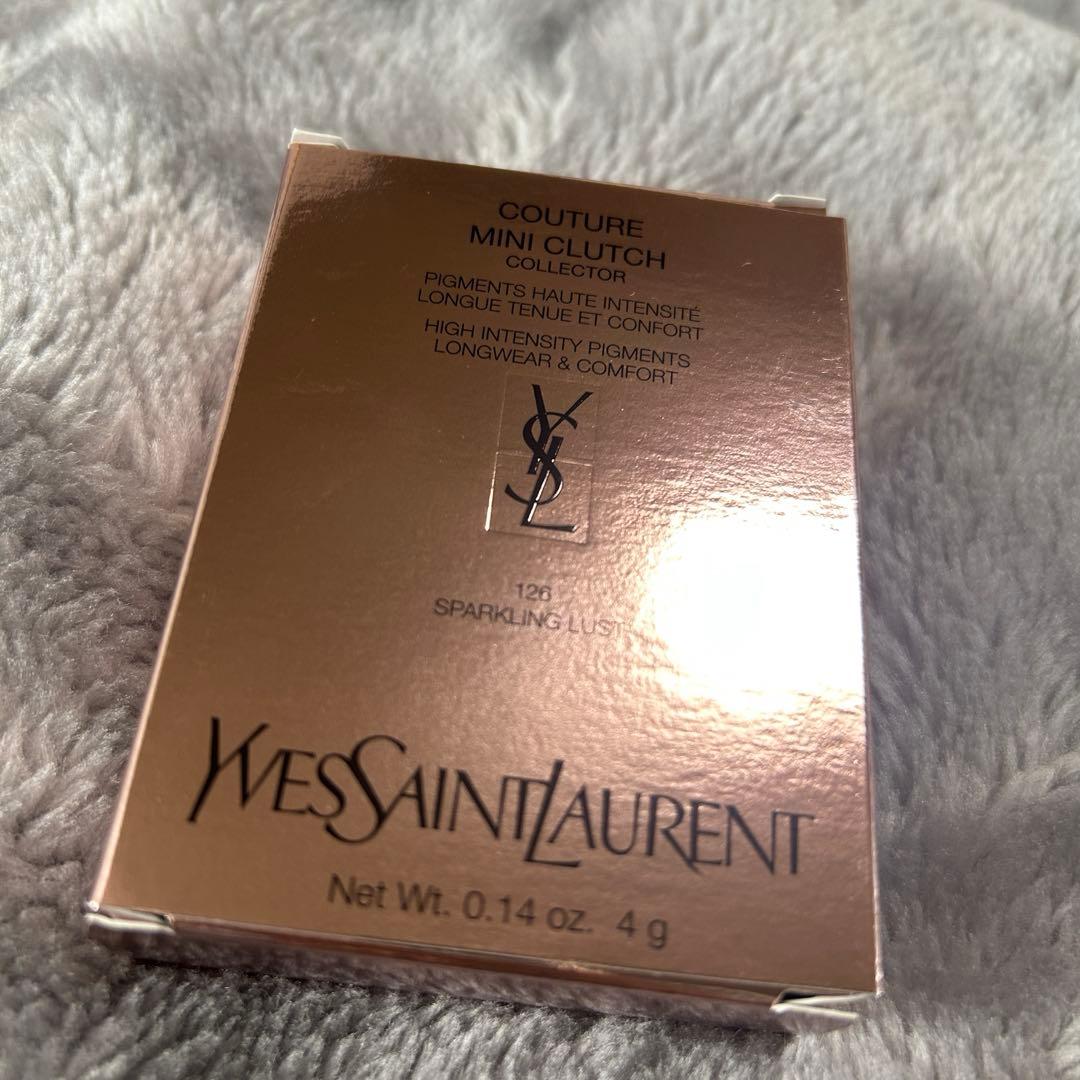 COUTURE
MINI CLUTCH
COLLECTOR
PIGMENTS HAUTE INTENSITÉ
LONGUE TENUE ET CONFORT
HIGH INTENSITY PIGMENTS
LONGWEAR & COMFORT
YSL
126
SPARKLING LUST
YVESSAINTLAURENT
Net Wt. 0.14 oz. 4 g